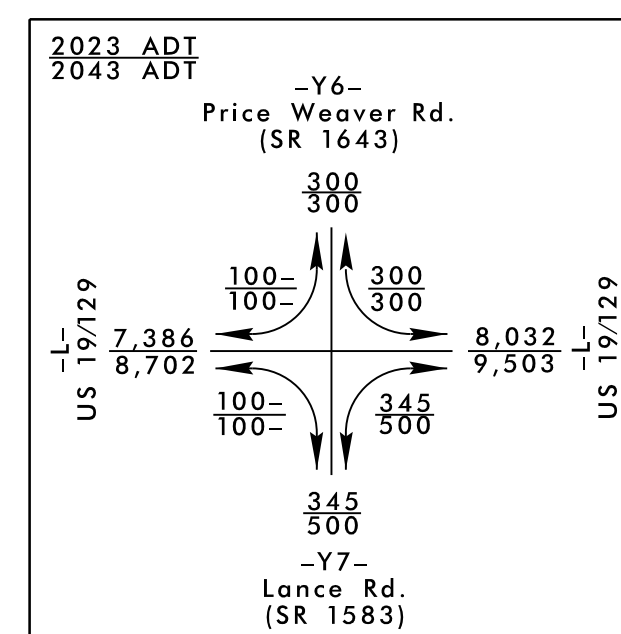 2023 ADT
2043 ADT
–Y6–
Price Weaver Rd.
(SR 1643)
300
300
100–
100–
300
300
–L–
US 19/129
7,386
8,702
8,032
9,503
–L–
US 19/129
100–
100–
345
500
345
500
–Y7–
Lance Rd.
(SR 1583)